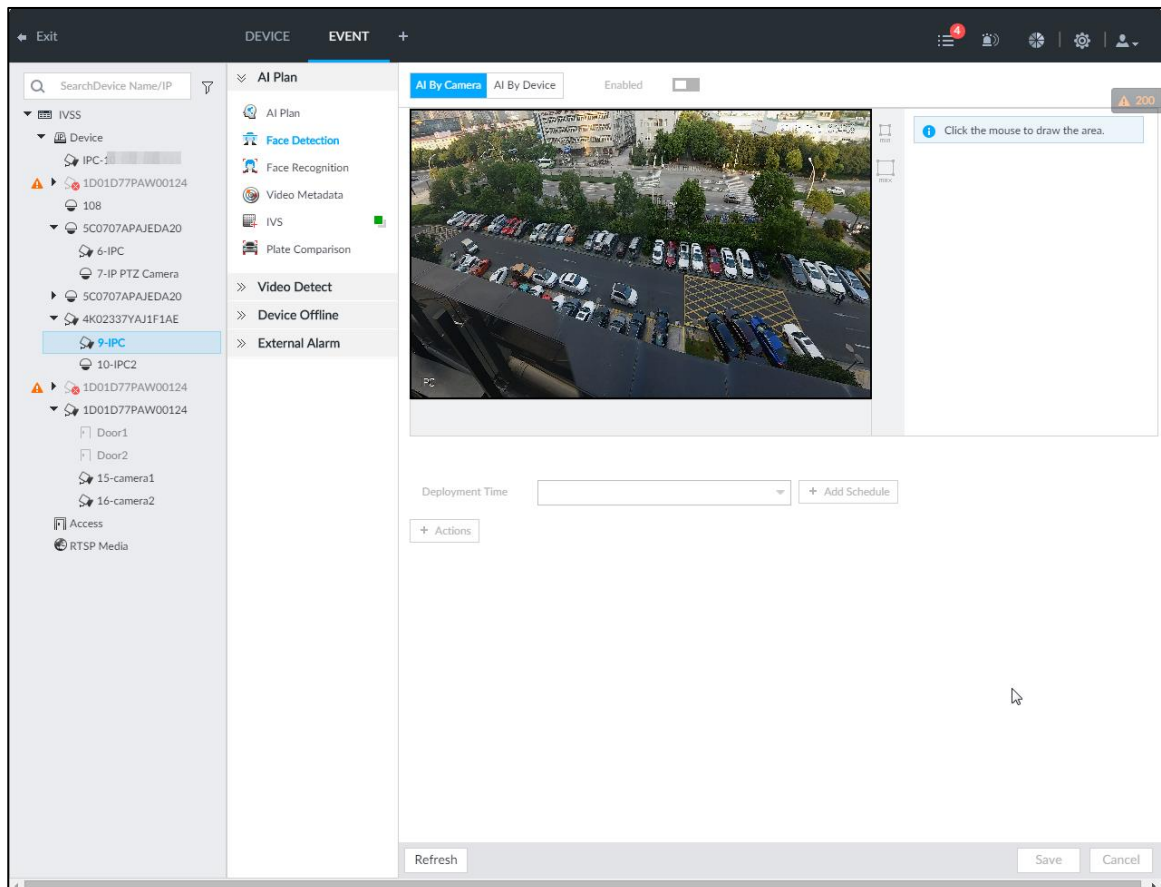 Exit
DEVICE EVENT +
4
SearchDevice Name/IP
IVSS
Device
IPC-1
1D01D77PAW00124
108
5C0707APAJEDA20
6-IPC
7-IP PTZ Camera
5C0707APAJEDA20
4K02337YAJ1F1AE
9-IPC
10-IPC2
1D01D77PAW00124
1D01D77PAW00124
Door1
Door2
15-camera1
16-camera2
Access
RTSP Media
AI Plan
AI Plan
Face Detection
Face Recognition
Video Metadata
IVS
Plate Comparison
Video Detect
Device Offline
External Alarm
AI By Camera AI By Device Enabled
200
min
max
Click the mouse to draw the area.
PC
Deployment Time + Add Schedule
+ Actions
Refresh Save Cancel